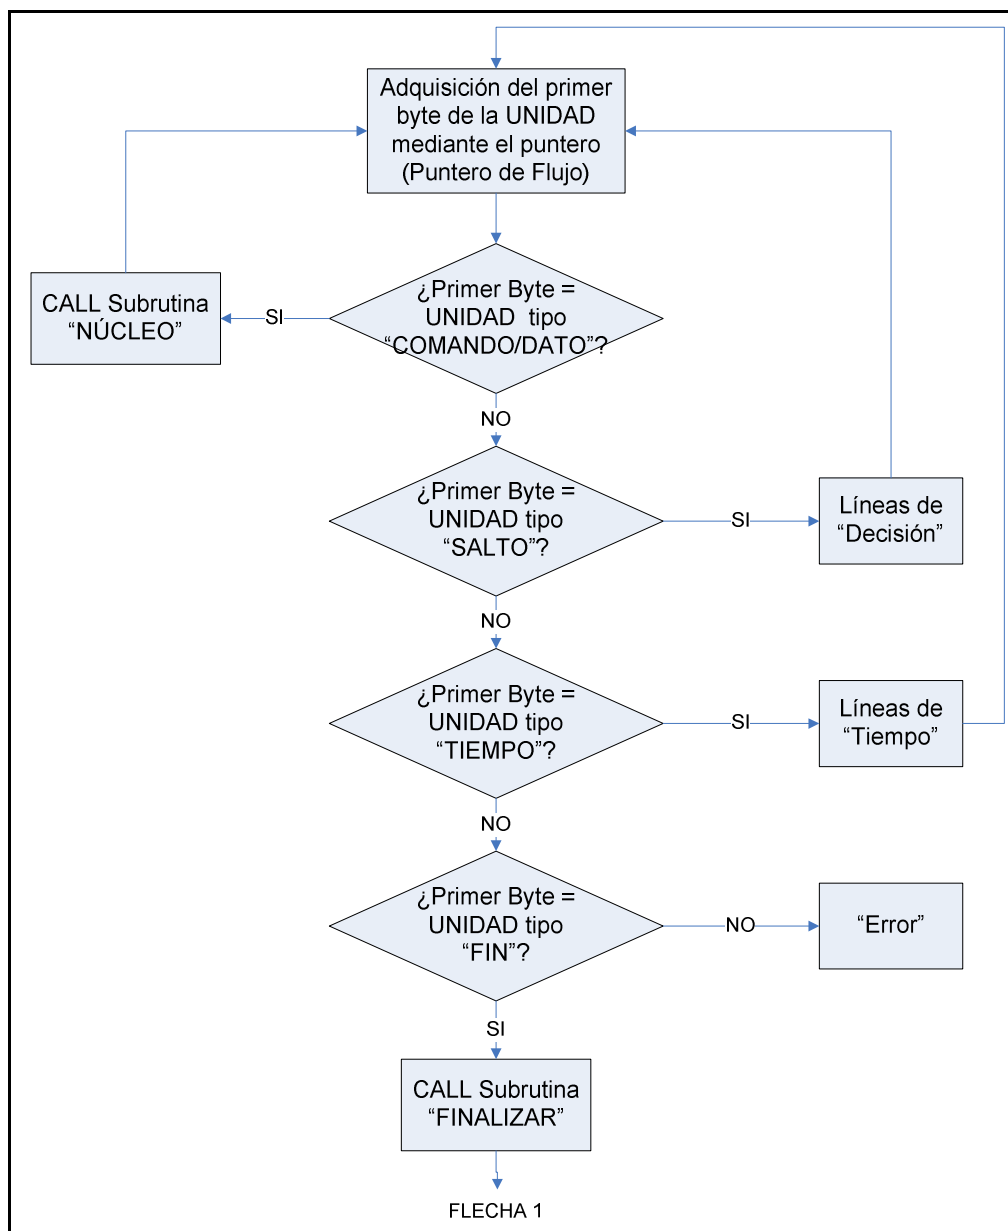 Adquisición del primer
byte de la UNIDAD
mediante el puntero
(Puntero de Flujo)
¿Primer Byte =
UNIDAD tipo
“COMANDO/DATO”?
SI
CALL Subrutina
“NÚCLEO”
NO
¿Primer Byte =
UNIDAD tipo
“SALTO”?
SI
Líneas de
“Decisión”
NO
¿Primer Byte =
UNIDAD tipo
“TIEMPO”?
SI
Líneas de
“Tiempo”
NO
¿Primer Byte =
UNIDAD tipo
“FIN”?
NO
“Error”
SI
CALL Subrutina
“FINALIZAR”
FLECHA 1